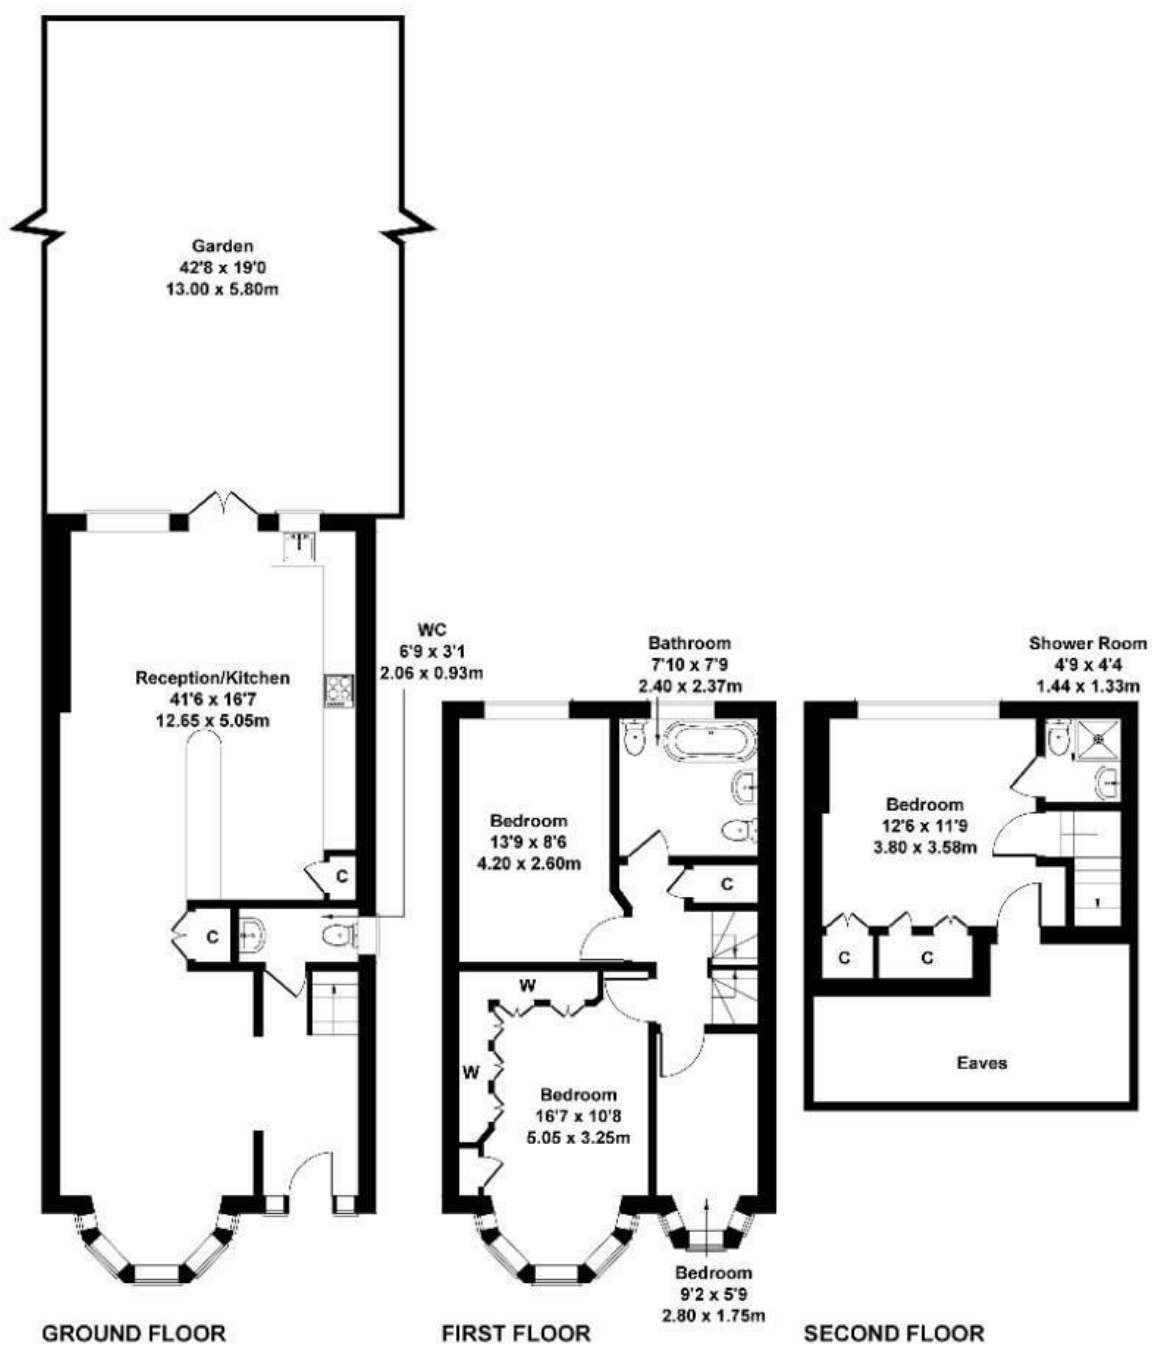 Garden
42'8 x 19'0
13.00 x 5.80m
WC
6'9 x 3'1
2.06 x 0.93m
Reception/Kitchen
41'6 x 16'7
12.65 x 5.05m
C
C
GROUND FLOOR
Bathroom
7'10 x 7'9
2.40 x 2.37m
Bedroom
13'9 x 8'6
4.20 x 2.60m
C
W
W
Bedroom
16'7 x 10'8
5.05 x 3.25m
Bedroom
9'2 x 5'9
2.80 x 1.75m
FIRST FLOOR
Shower Room
4'9 x 4'4
1.44 x 1.33m
Bedroom
12'6 x 11'9
3.80 x 3.58m
C
C
Eaves
SECOND FLOOR